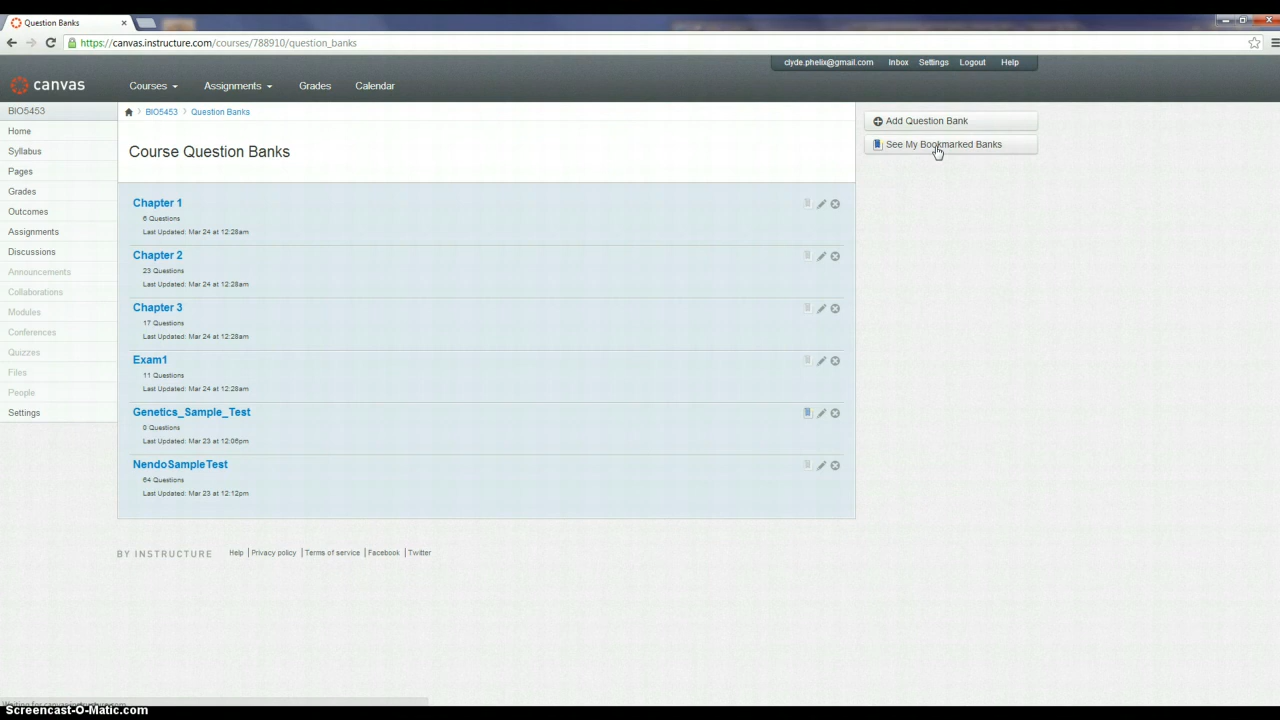 Question Banks
https://canvas.instructure.com/courses/788910/question_banks
clyde.phelix@gmail.com Inbox Settings Logout Help
canvas Courses Assignments Grades Calendar
BIO5453
Home
Syllabus
Pages
Grades
Outcomes
Assignments
Discussions
Announcements
Collaborations
Modules
Conferences
Quizzes
Files
People
Settings
BIO5453 Question Banks
Course Question Banks
Chapter 1
6 Questions
Last Updated: Mar 24 at 12:28am
Chapter 2
23 Questions
Last Updated: Mar 24 at 12:28am
Chapter 3
17 Questions
Last Updated: Mar 24 at 12:28am
Exam1
11 Questions
Last Updated: Mar 24 at 12:28am
Genetics_Sample_Test
0 Questions
Last Updated: Mar 23 at 12:06pm
NendoSampleTest
64 Questions
Last Updated: Mar 23 at 12:12pm
Add Question Bank
See My Bookmarked Banks
BY INSTRUCTURE Help Privacy policy Terms of service Facebook Twitter
Waiting for canvas.instructure.com...
Screencast-O-Matic.com